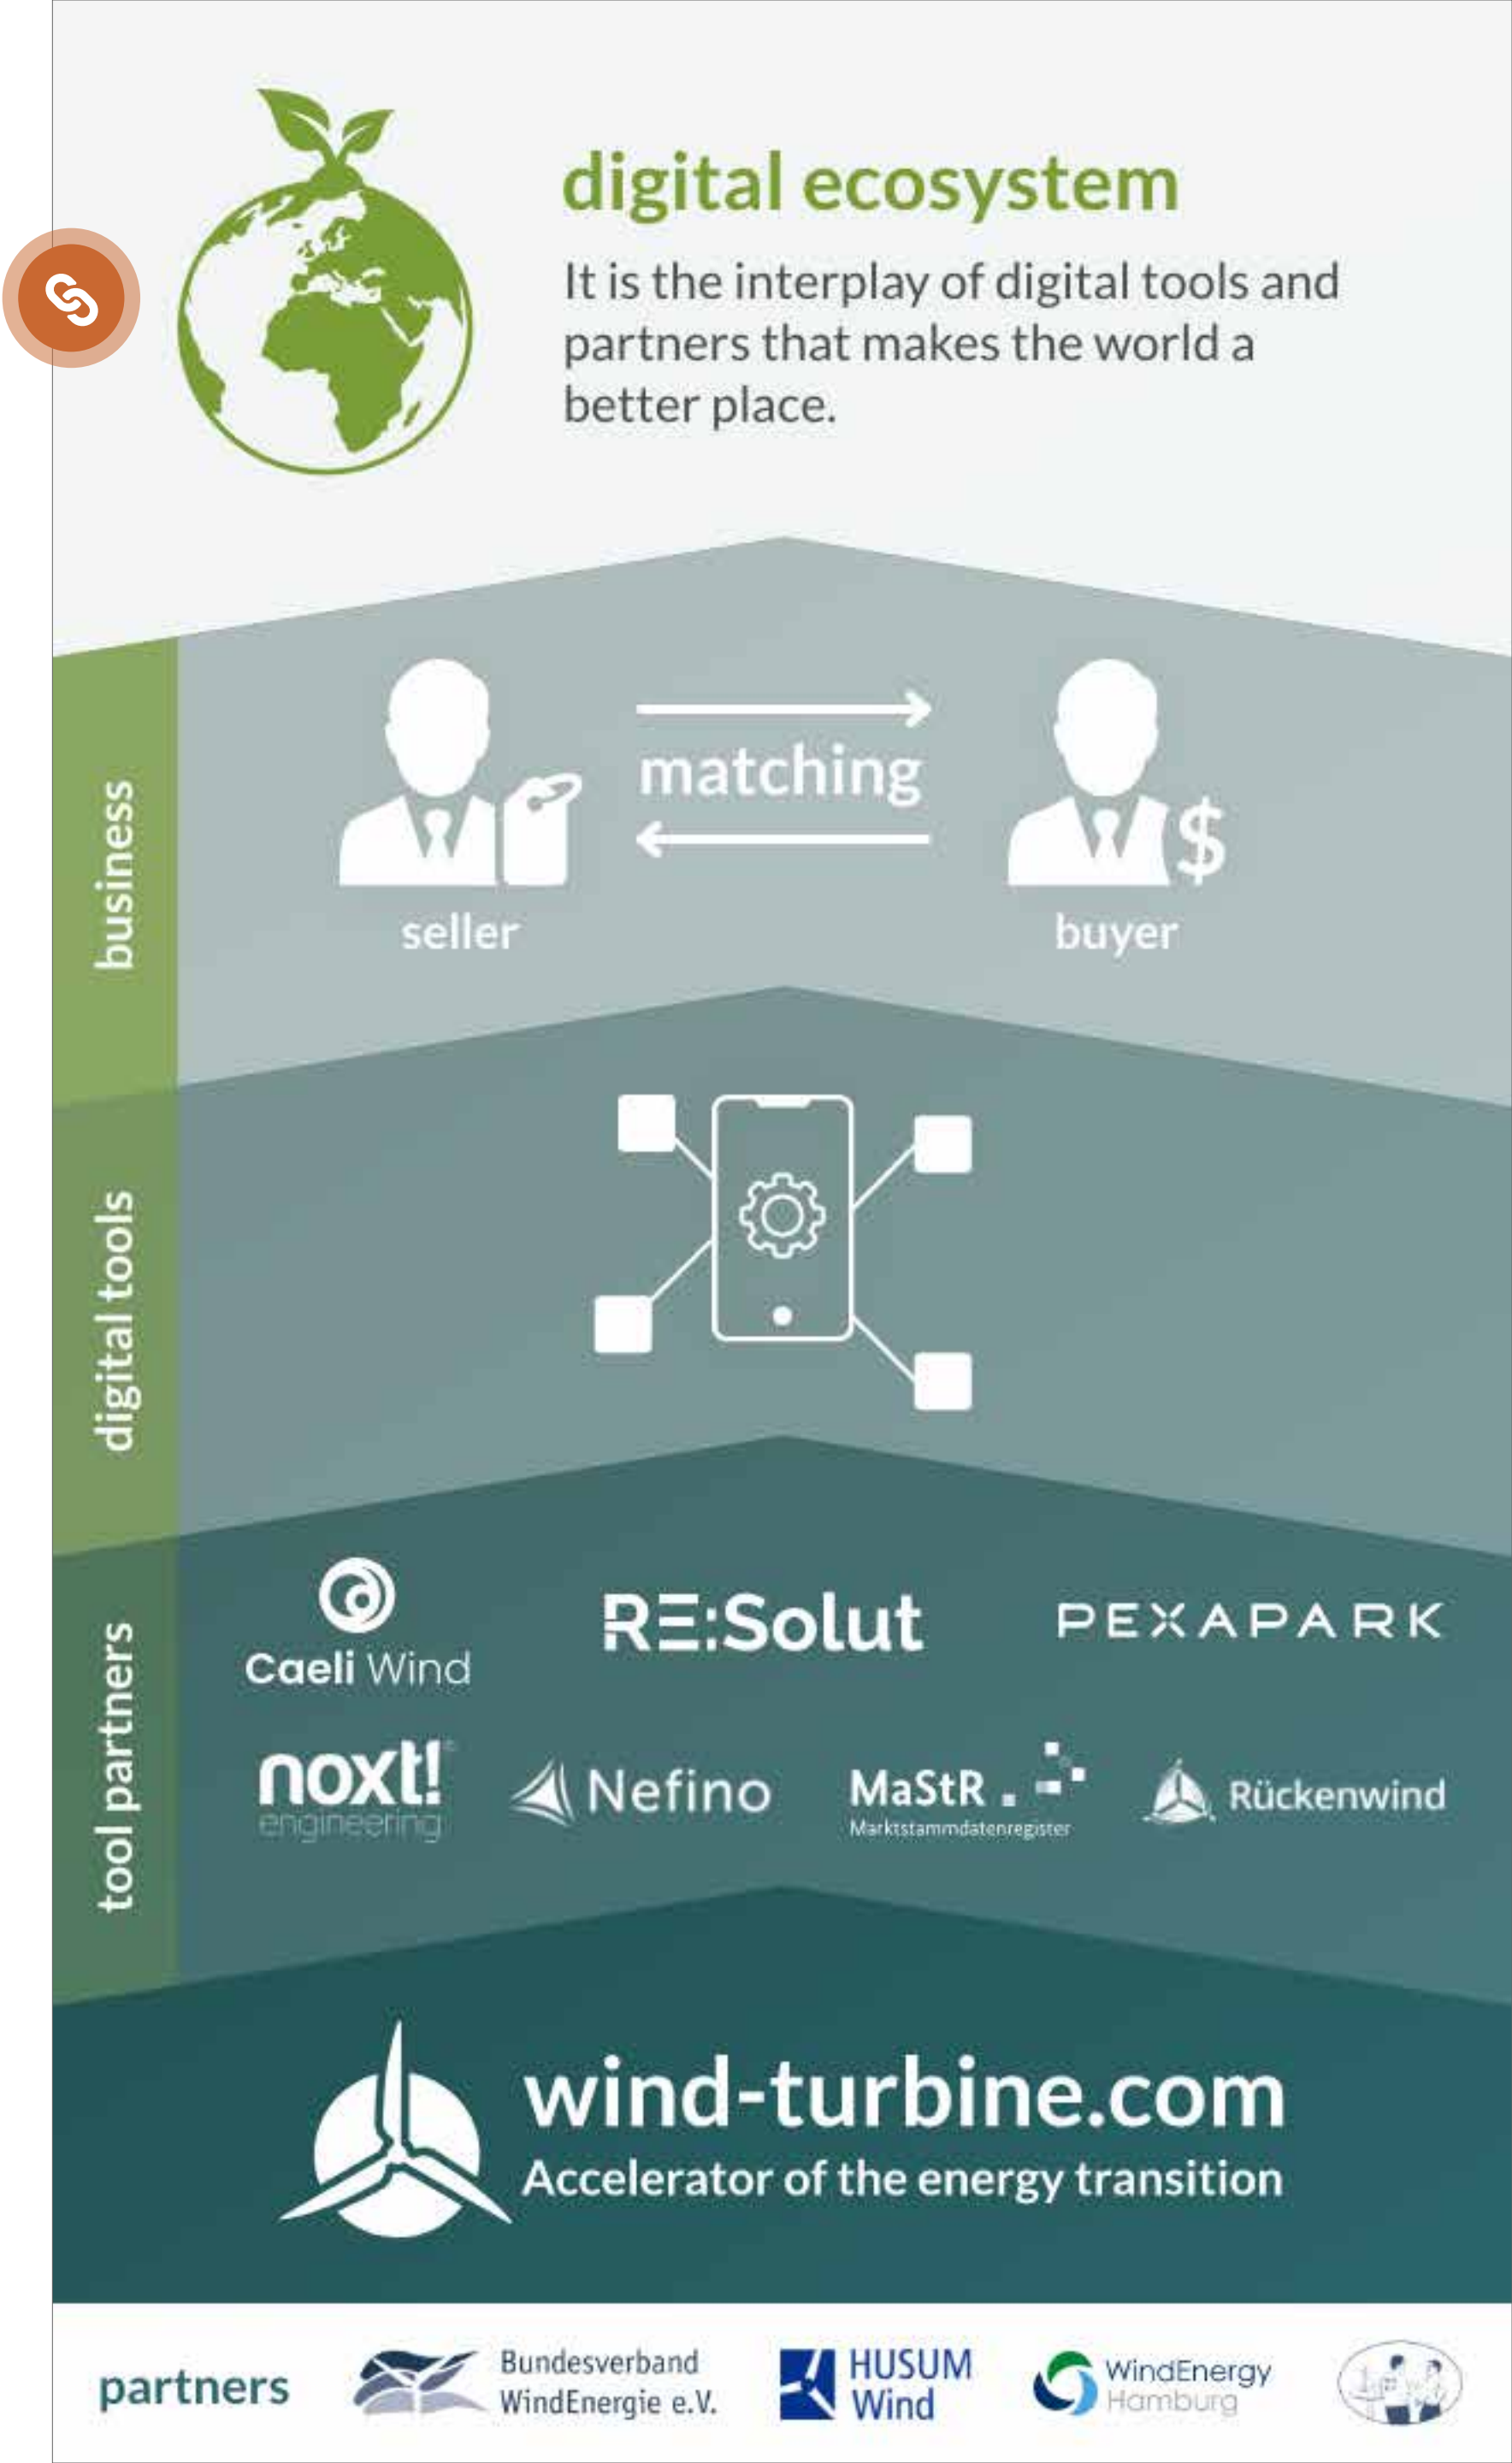 digital ecosystem
It is the interplay of digital tools and
partners that makes the world a
better place.
business
matching
$
seller
buyer
digital tools
tool partners
Caeli Wind
RE:Solut
PEXAPARK
noxt!
engineering
Nefino
MaStR
Marktstammdatenregister
Rückenwind
wind-turbine.com
Accelerator of the energy transition
partners
Bundesverband
WindEnergie e.V.
HUSUM
Wind
WindEnergy
Hamburg